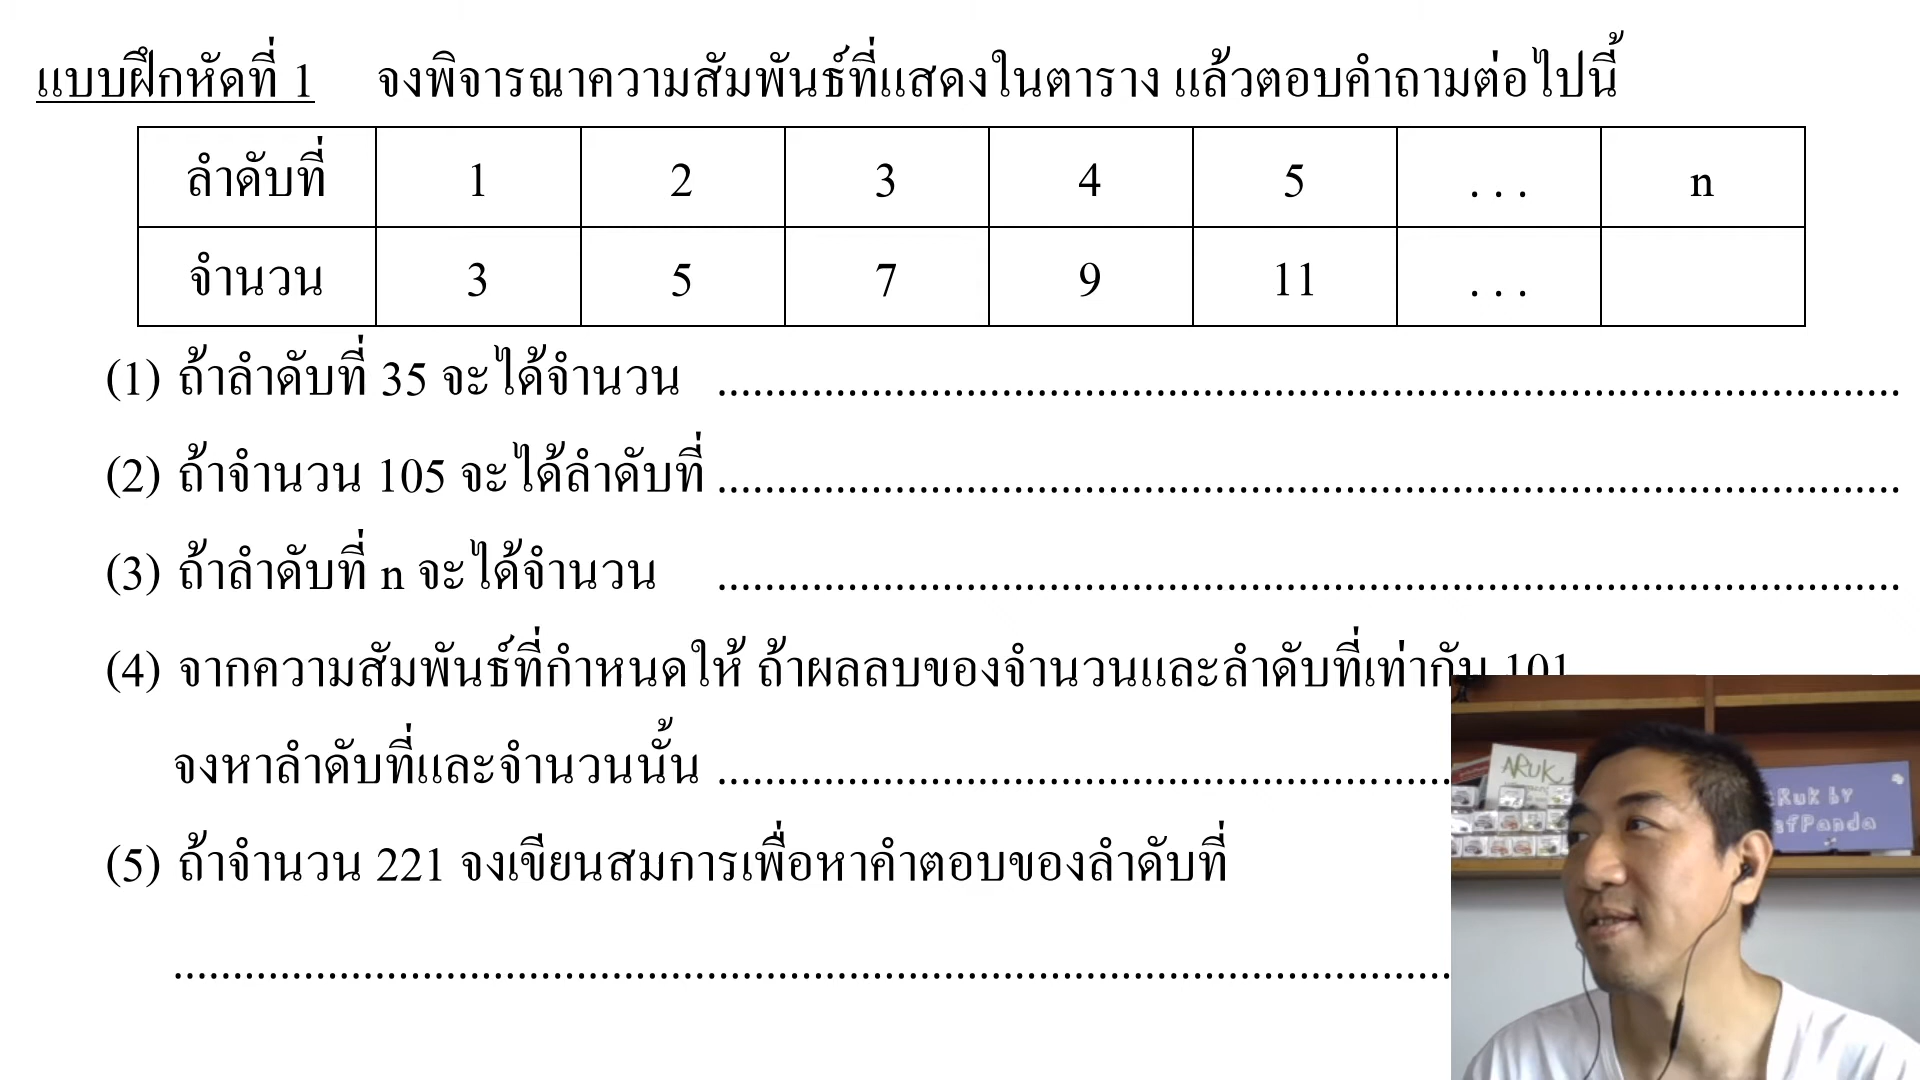 แบบฝึกหัดที่ 1 จงพิจารณาความสัมพันธ์ที่แสดงในตาราง แล้วตอบคำถามต่อไปนี้
ลำดับที่ 1 2 3 4 5 . . . n
จำนวน 3 5 7 9 11 . . .
(1) ถ้าลำดับที่ 35 จะได้จำนวน ....................
(2) ถ้าจำนวน 105 จะได้ลำดับที่ ....................
(3) ถ้าลำดับที่ n จะได้จำนวน ....................
(4) จากความสัมพันธ์ที่กำหนดให้ ถ้าผลลบของจำนวนและลำดับที่เท่ากับ 101
จงหาลำดับที่และจำนวนนั้น ....................
(5) ถ้าจำนวน 221 จงเขียนสมการเพื่อหาคำตอบของลำดับที่
....................
ARUK
Ruk by
efPanda